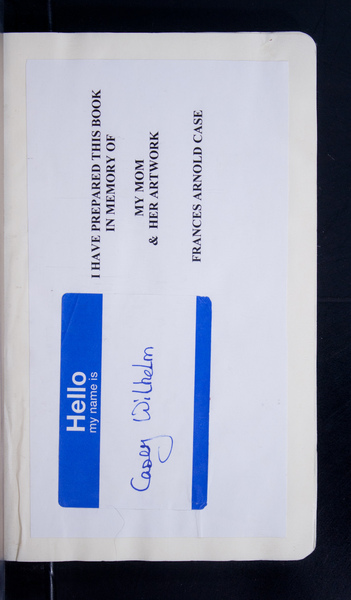 I HAVE PREPARED THIS BOOK
IN MEMORY OF
MY MOM
& HER ARTWORK
FRANCES ARNOLD CASE
Hello
my name is
Casey Wilhelm